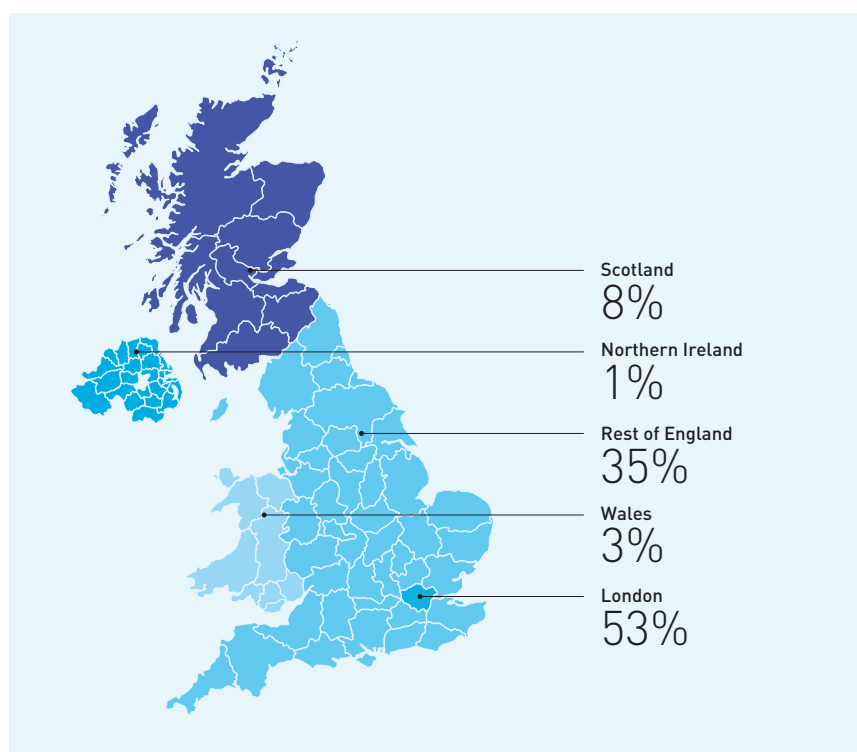 Scotland
8%
Northern Ireland
1%
Rest of England
35%
Wales
3%
London
53%